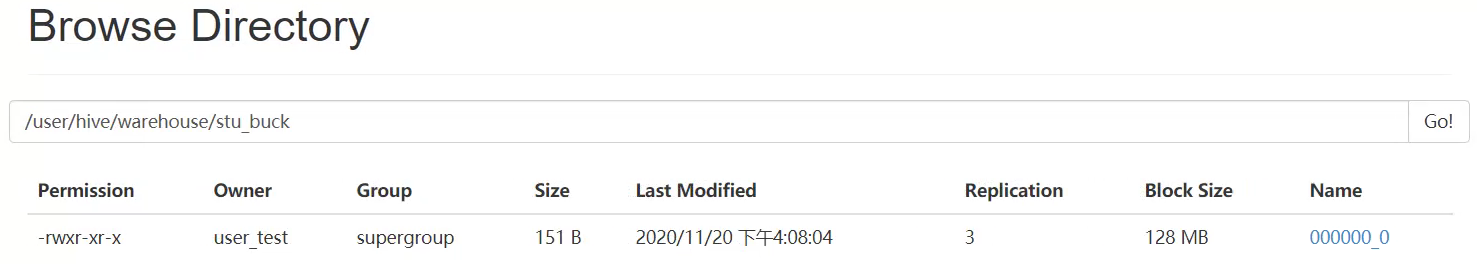 Browse Directory
/user/hive/warehouse/stu_buck Go!
Permission Owner Group Size Last Modified Replication Block Size Name
-rwxr-xr-x user_test supergroup 151 B 2020/11/20 下午4:08:04 3 128 MB 000000_0